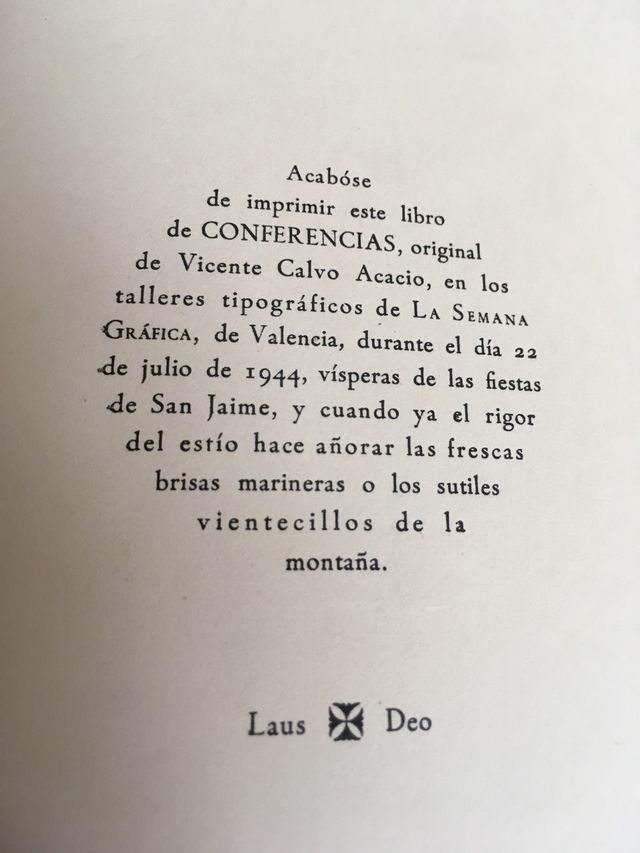 Acabóse
de imprimir este libro
de CONFERENCIAS, original
de Vicente Calvo Acacio, en los
talleres tipográficos de LA SEMANA
GRÁFICA, de Valencia, durante el día 22
de julio de 1944, vísperas de las fiestas
de San Jaime, y cuando ya el rigor
del estío hace añorar las frescas
brisas marineras o los sutiles
vientecillos de la
montaña.
Laus Deo